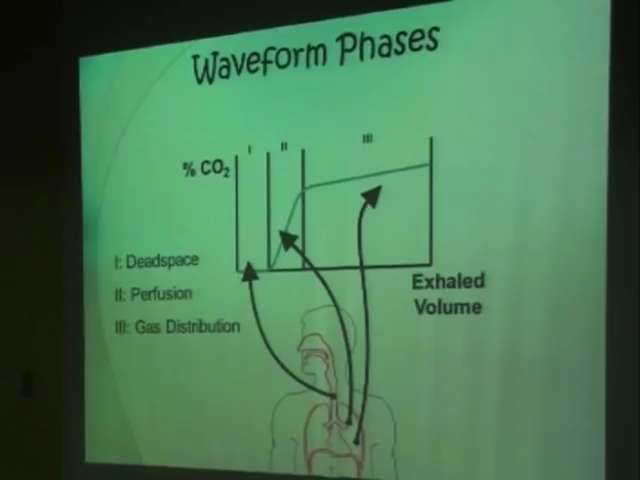 Waveform Phases
I
II
III
% CO2
I: Deadspace
II: Perfusion
III: Gas Distribution
Exhaled
Volume